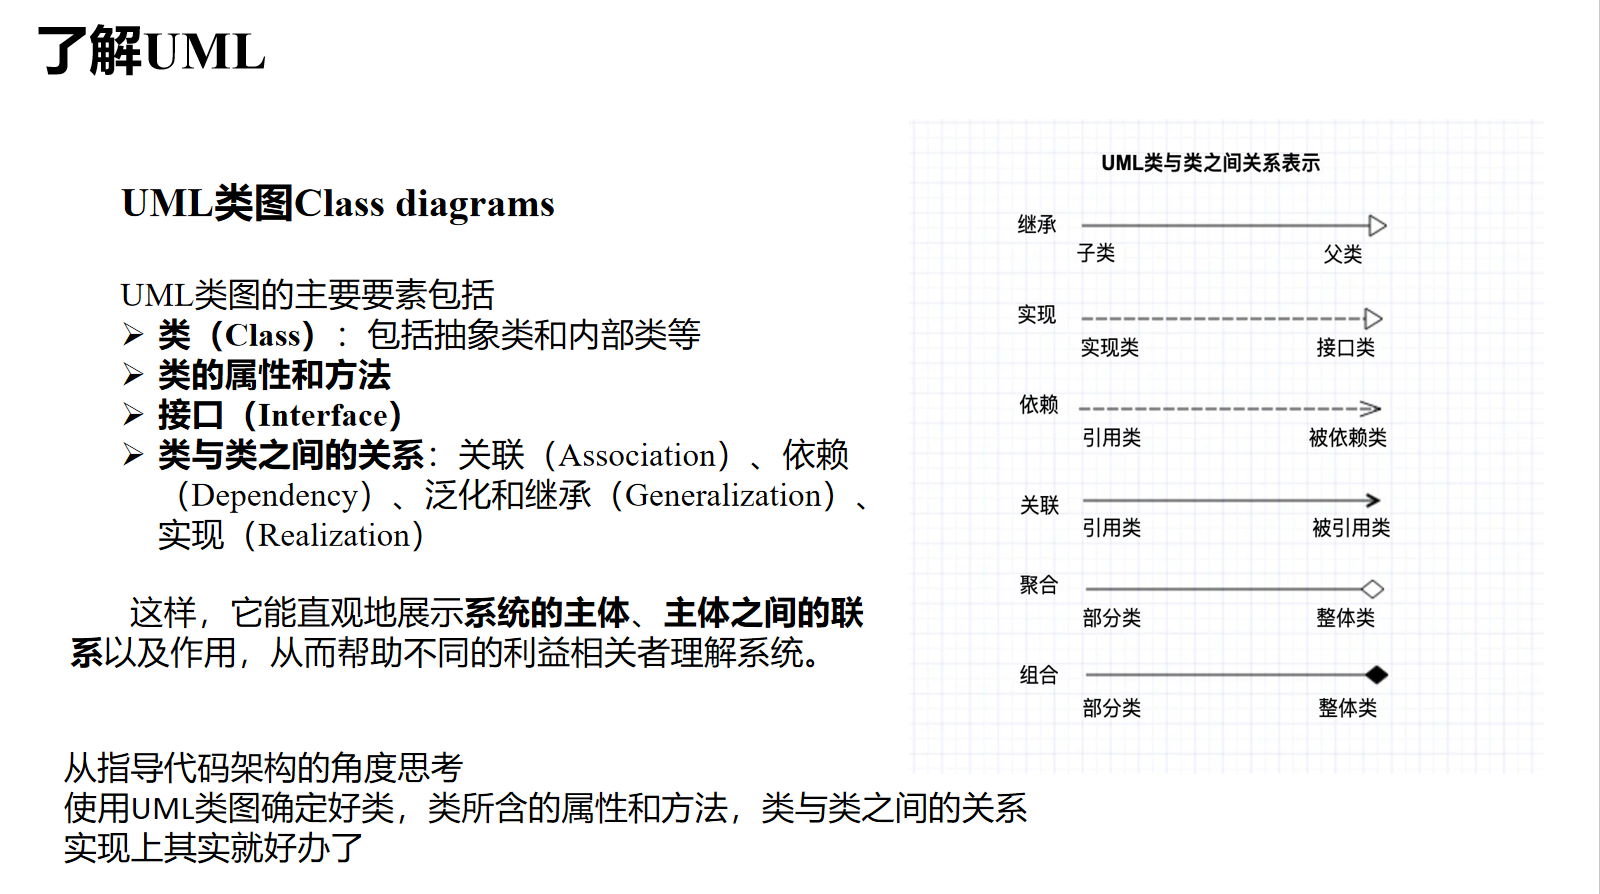 了解UML
UML类图Class diagrams
UML类图的主要要素包括
➢ 类（Class）：包括抽象类和内部类等
➢ 类的属性和方法
➢ 接口（Interface）
➢ 类与类之间的关系：关联（Association）、依赖
（Dependency）、泛化和继承（Generalization）、
实现（Realization）
这样，它能直观地展示系统的主体、主体之间的联
系以及作用，从而帮助不同的利益相关者理解系统。
从指导代码架构的角度思考
使用UML类图确定好类，类所含的属性和方法，类与类之间的关系
实现上其实就好办了
UML类与类之间关系表示
继承
子类 父类
实现
实现类 接口类
依赖
引用类 被依赖类
关联
引用类 被引用类
聚合
部分类 整体类
组合
部分类 整体类